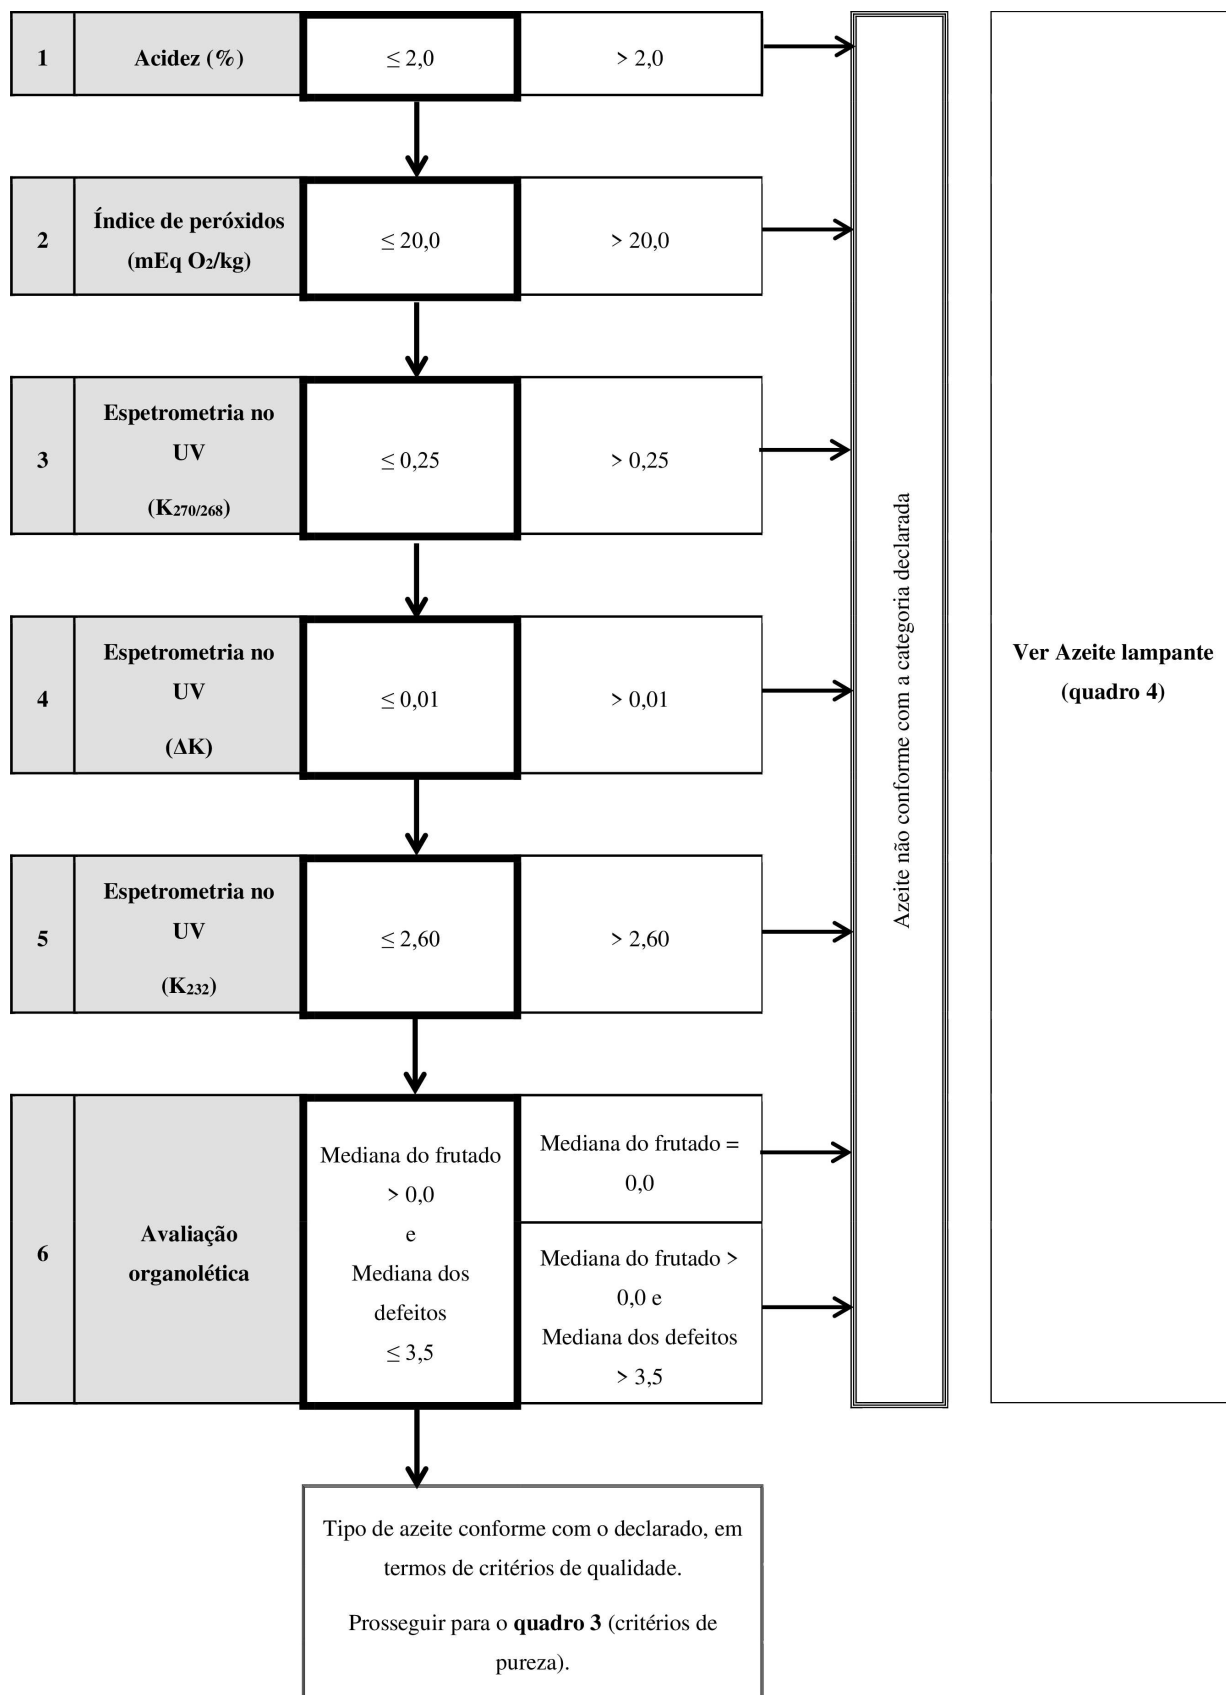 1
Acidez (%)
≤ 2,0
> 2,0
2
Índice de peróxidos
(mEq O₂/kg)
≤ 20,0
> 20,0
3
Espetrometria no
UV
(K₂₇₀/₂₆₈)
≤ 0,25
> 0,25
4
Espetrometria no
UV
(ΔK)
≤ 0,01
> 0,01
5
Espetrometria no
UV
(K₂₃₂)
≤ 2,60
> 2,60
6
Avaliação
organolética
Mediana do frutado
> 0,0
e
Mediana dos
defeitos
≤ 3,5
Mediana do frutado =
0,0
Mediana do frutado >
0,0 e
Mediana dos defeitos
> 3,5
Azeite não conforme com a categoria declarada
Ver Azeite lampante
(quadro 4)
Tipo de azeite conforme com o declarado, em
termos de critérios de qualidade.
Prosseguir para o quadro 3 (critérios de
pureza).